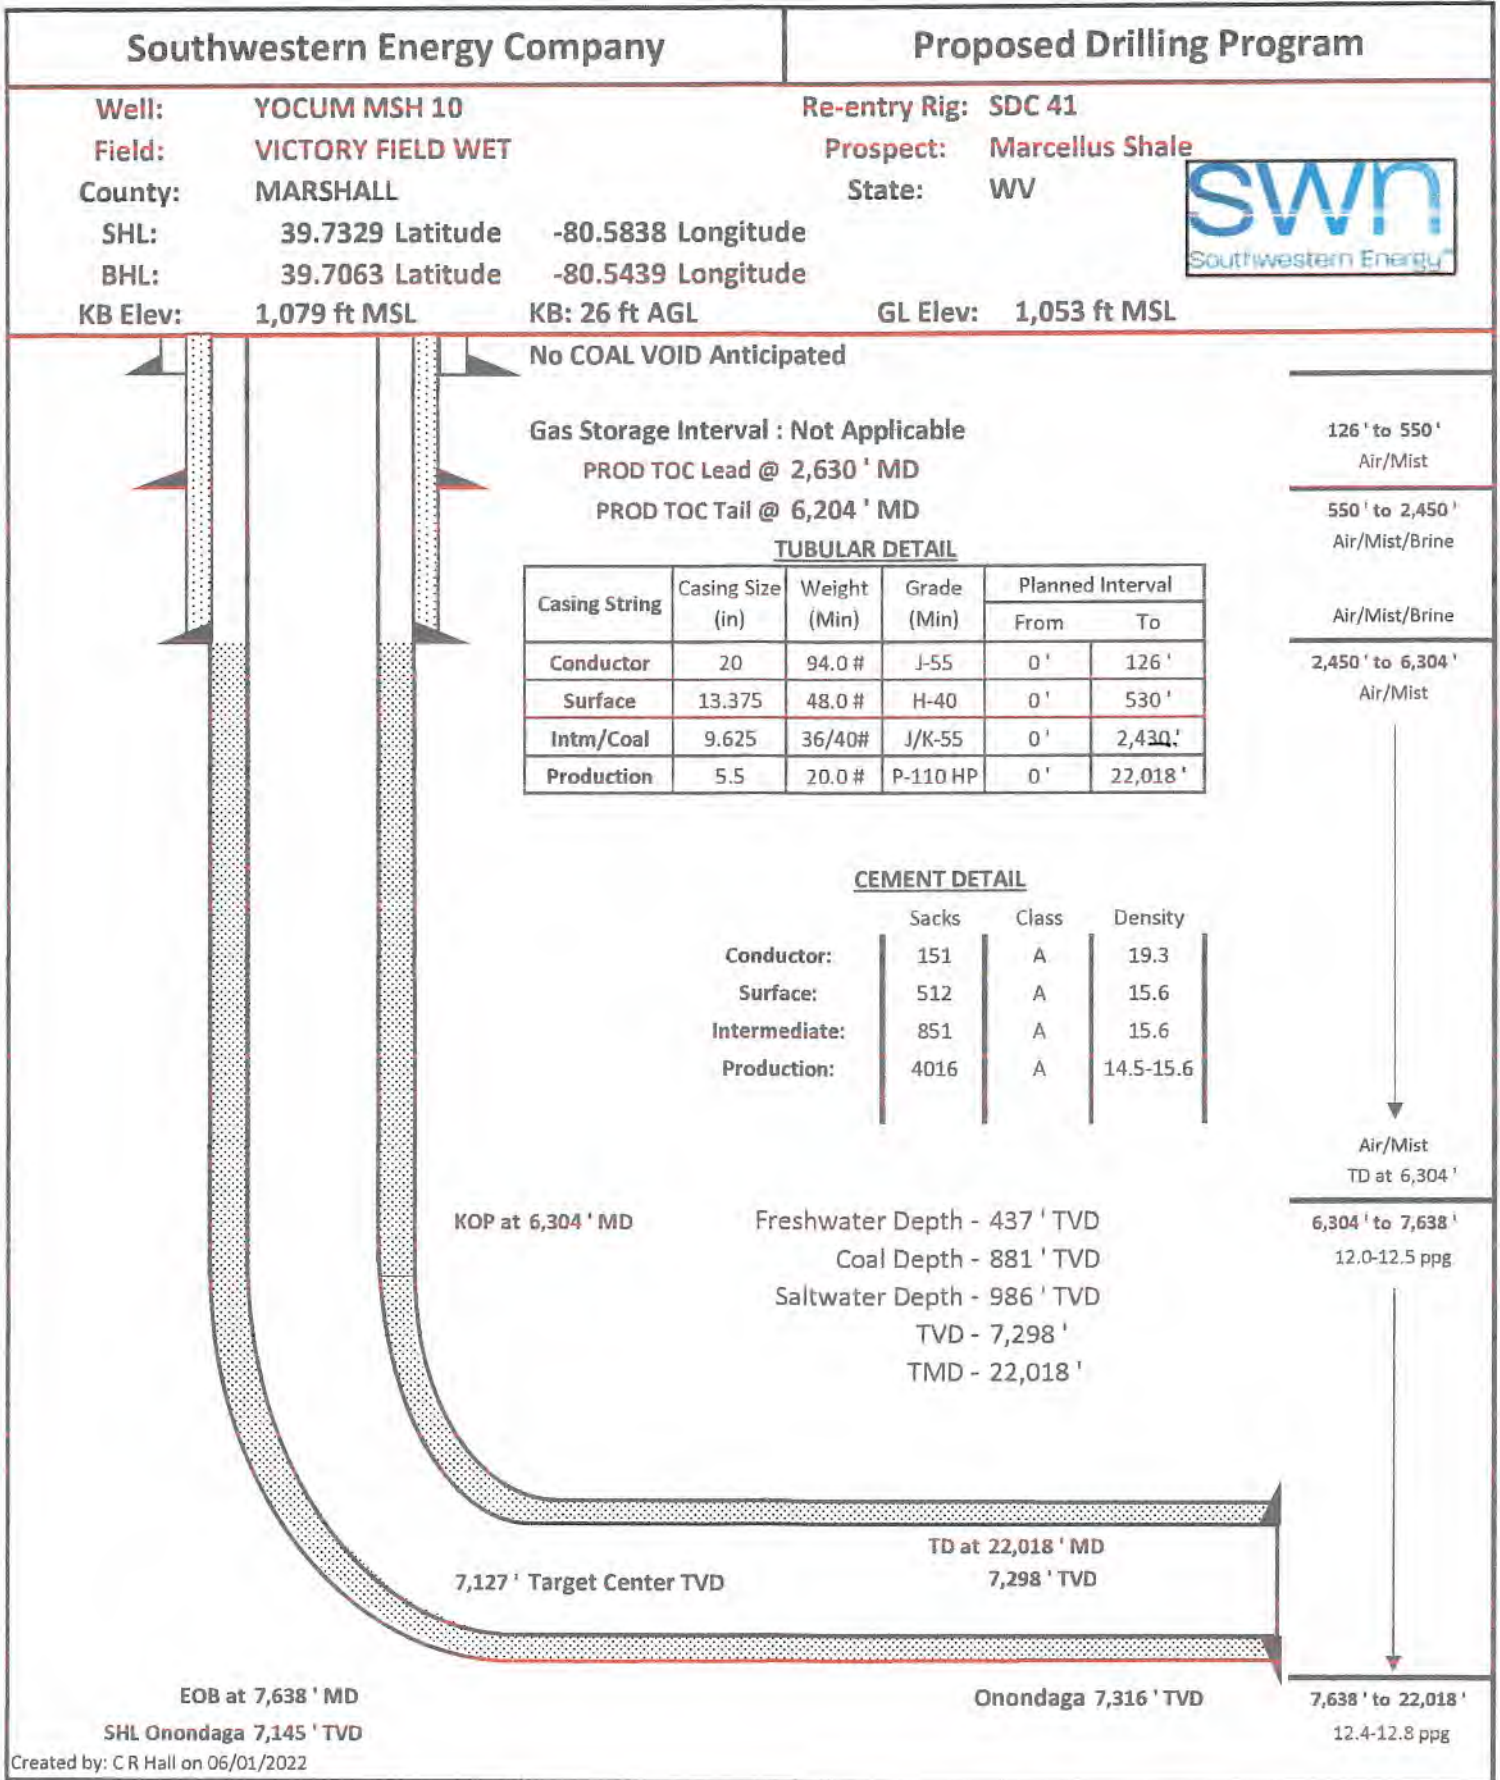 Southwestern Energy Company Proposed Drilling Program
Well: YOCUM MSH 10 Re-entry Rig: SDC 41
Field: VICTORY FIELD WET Prospect: Marcellus Shale
County: MARSHALL State: WV
SHL: 39.7329 Latitude -80.5838 Longitude
BHL: 39.7063 Latitude -80.5439 Longitude
KB Elev: 1,079 ft MSL KB: 26 ft AGL GL Elev: 1,053 ft MSL
swn
Southwestern Energy
No COAL VOID Anticipated
Gas Storage Interval : Not Applicable
PROD TOC Lead @ 2,630 ' MD
PROD TOC Tail @ 6,204 ' MD
126 ' to 550 '
Air/Mist
550 ' to 2,450 '
Air/Mist/Brine
Air/Mist/Brine
2,450 ' to 6,304 '
Air/Mist
TUBULAR DETAIL
Casing String Casing Size (in) Weight (Min) Grade (Min) Planned Interval
From To
Conductor 20 94.0 # J-55 0 ' 126 '
Surface 13.375 48.0 # H-40 0 ' 530 '
Intm/Coal 9.625 36/40# J/K-55 0 ' 2,430 '
Production 5.5 20.0 # P-110 HP 0 ' 22,018 '
CEMENT DETAIL
Sacks Class Density
Conductor: 151 A 19.3
Surface: 512 A 15.6
Intermediate: 851 A 15.6
Production: 4016 A 14.5-15.6
Air/Mist
TD at 6,304 '
KOP at 6,304 ' MD
Freshwater Depth - 437 ' TVD
Coal Depth - 881 ' TVD
Saltwater Depth - 986 ' TVD
TVD - 7,298 '
TMD - 22,018 '
6,304 ' to 7,638 '
12.0-12.5 ppg
TD at 22,018 ' MD
7,298 ' TVD
7,127 ' Target Center TVD
EOB at 7,638 ' MD
SHL Onondaga 7,145 ' TVD
Onondaga 7,316 ' TVD
7,638 ' to 22,018 '
12.4-12.8 ppg
Created by: C R Hall on 06/01/2022